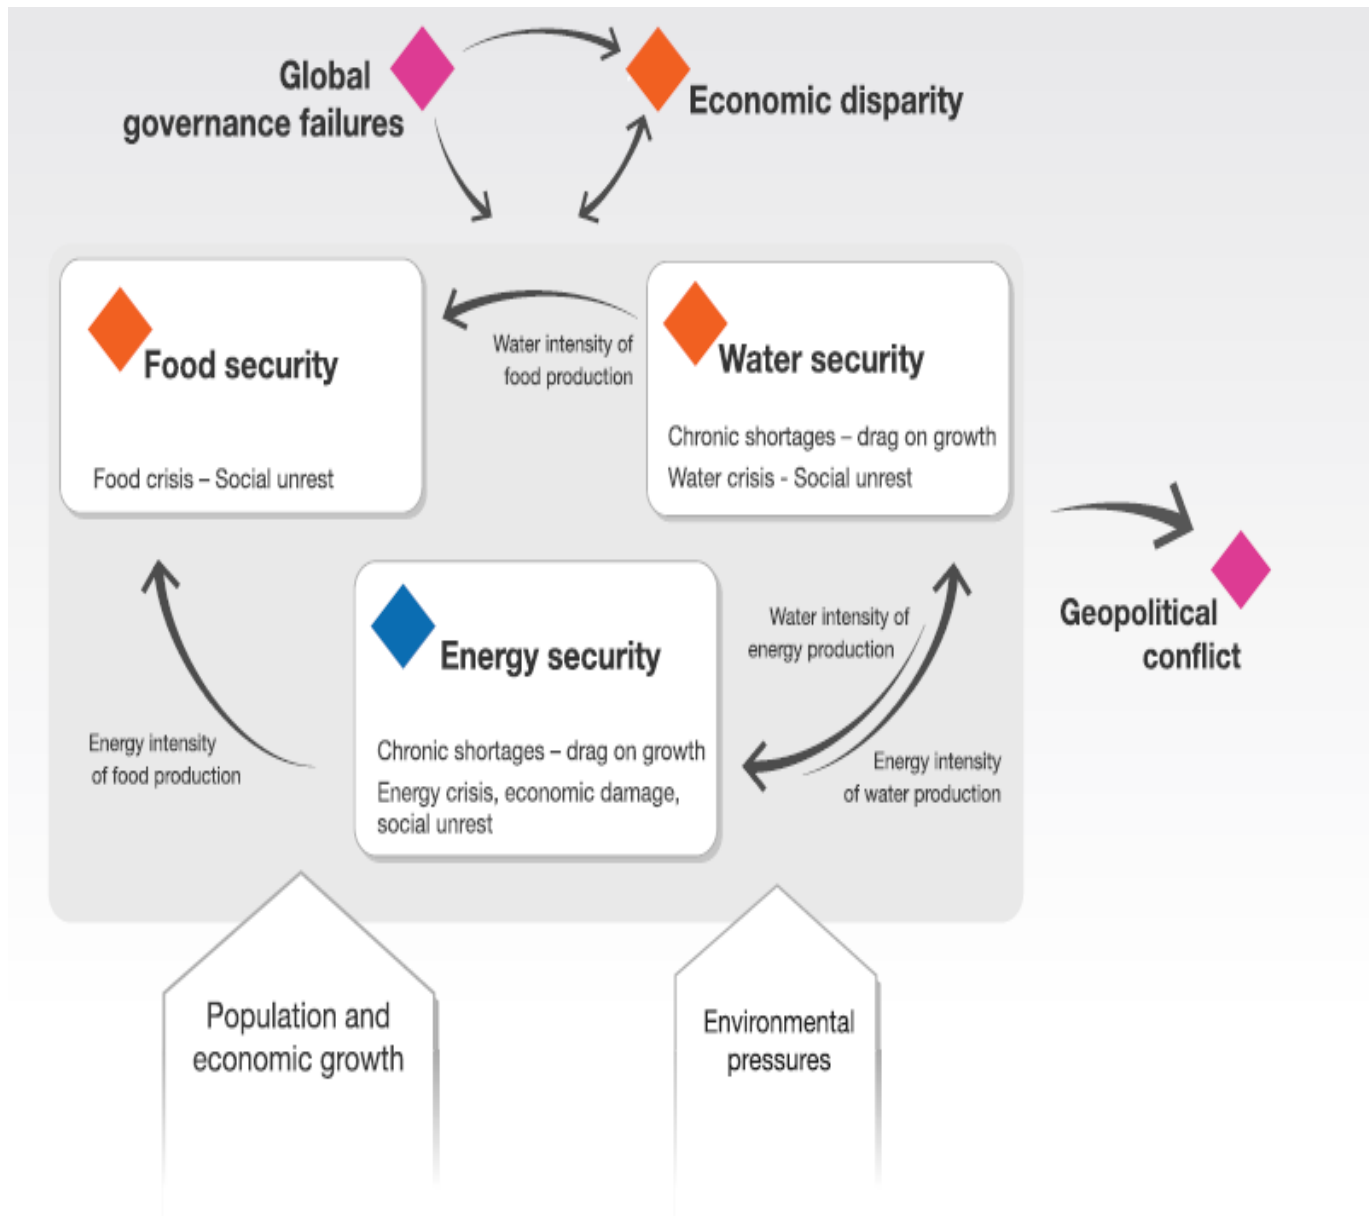 Global
governance failures
Economic disparity
Food security
Food crisis – Social unrest
Water intensity of
food production
Water security
Chronic shortages – drag on growth
Water crisis - Social unrest
Geopolitical
conflict
Energy security
Chronic shortages – drag on growth
Energy crisis, economic damage,
social unrest
Water intensity of
energy production
Energy intensity
of food production
Energy intensity
of water production
Population and
economic growth
Environmental
pressures